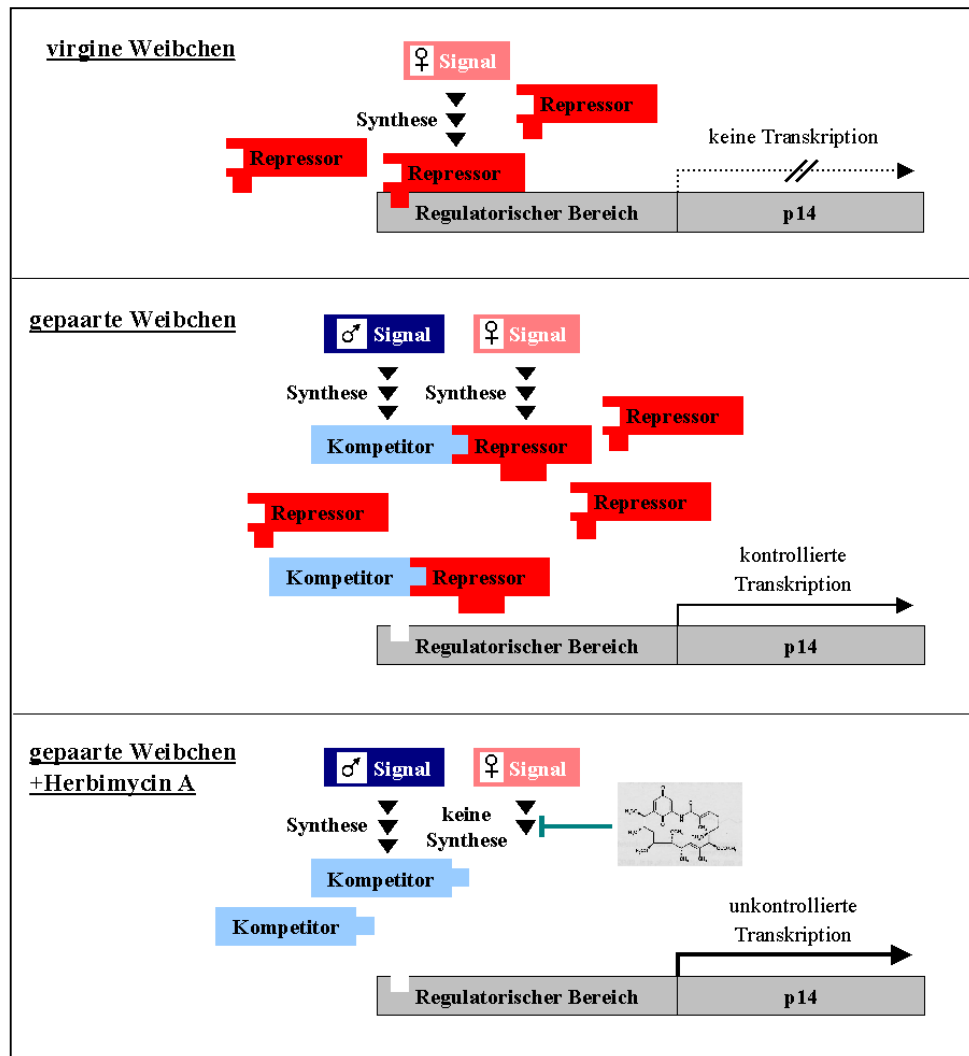 virgine Weibchen
♀ Signal
Synthese
Repressor
Repressor
Repressor
keine Transkription
Regulatorischer Bereich
p14
gepaarte Weibchen
♂ Signal
♀ Signal
Synthese
Synthese
Repressor
Kompetitor
Repressor
Repressor
Repressor
Kompetitor
Repressor
kontrollierte
Transkription
Regulatorischer Bereich
p14
gepaarte Weibchen
+Herbimycin A
♂ Signal
♀ Signal
Synthese
keine
Synthese
Kompetitor
Kompetitor
unkontrollierte
Transkription
Regulatorischer Bereich
p14